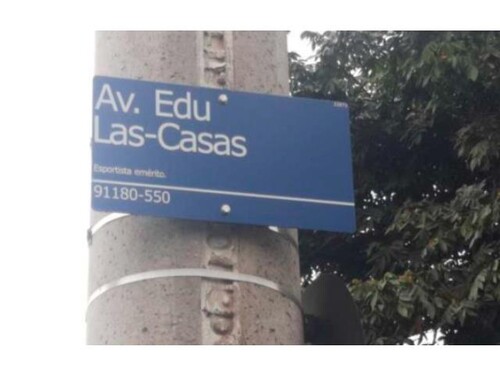 Av. Edu
Las-Casas
Esportista emérito.
91180-550